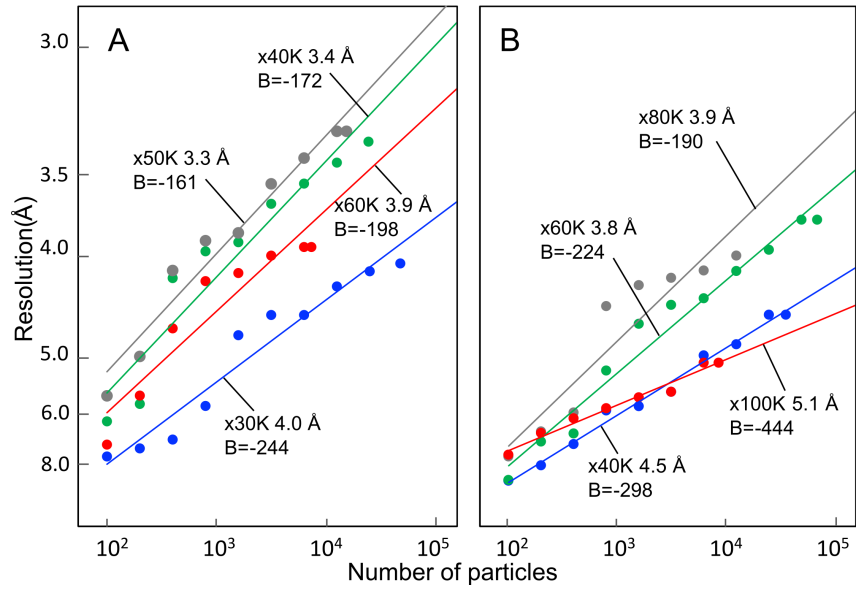 A
B
3.0
3.5
4.0
5.0
6.0
8.0
Resolution(Å)
x40K 3.4 Å
B=-172
x50K 3.3 Å
B=-161
x60K 3.9 Å
B=-198
x30K 4.0 Å
B=-244
x80K 3.9 Å
B=-190
x60K 3.8 Å
B=-224
x100K 5.1 Å
B=-444
x40K 4.5 Å
B=-298
10² 10³ 10⁴ 10⁵
10² 10³ 10⁴ 10⁵
Number of particles